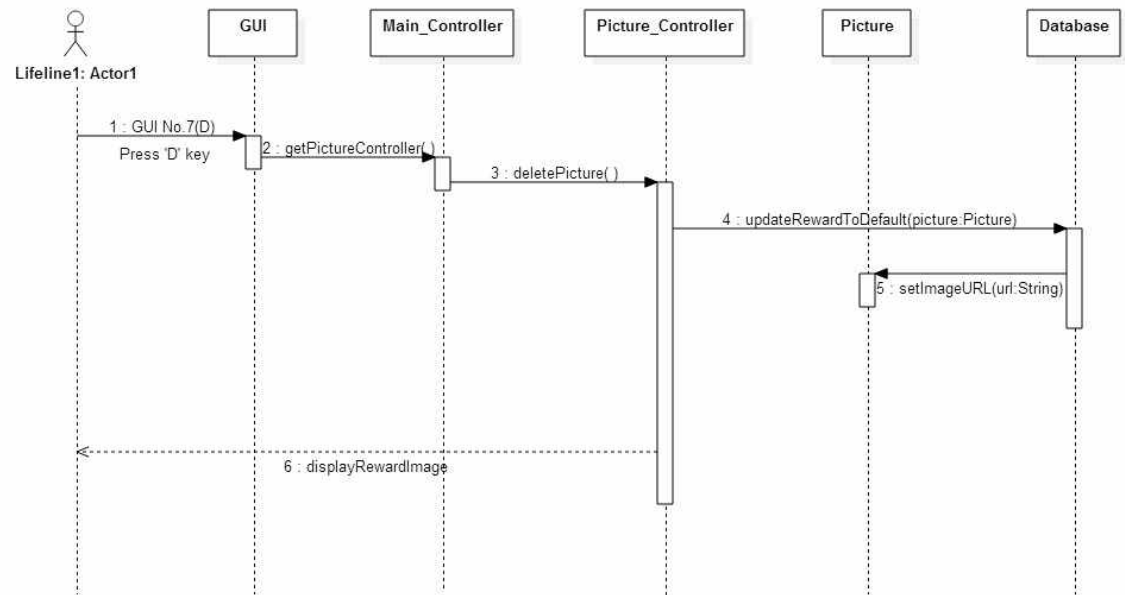 GUI
Main_Controller
Picture_Controller
Picture
Database
Lifeline1: Actor1
1 : GUI No.7(D)
Press 'D' key
2 : getPictureController( )
3 : deletePicture( )
4 : updateRewardToDefault(picture:Picture)
5 : setImageURL(url:String)
6 : displayRewardImage